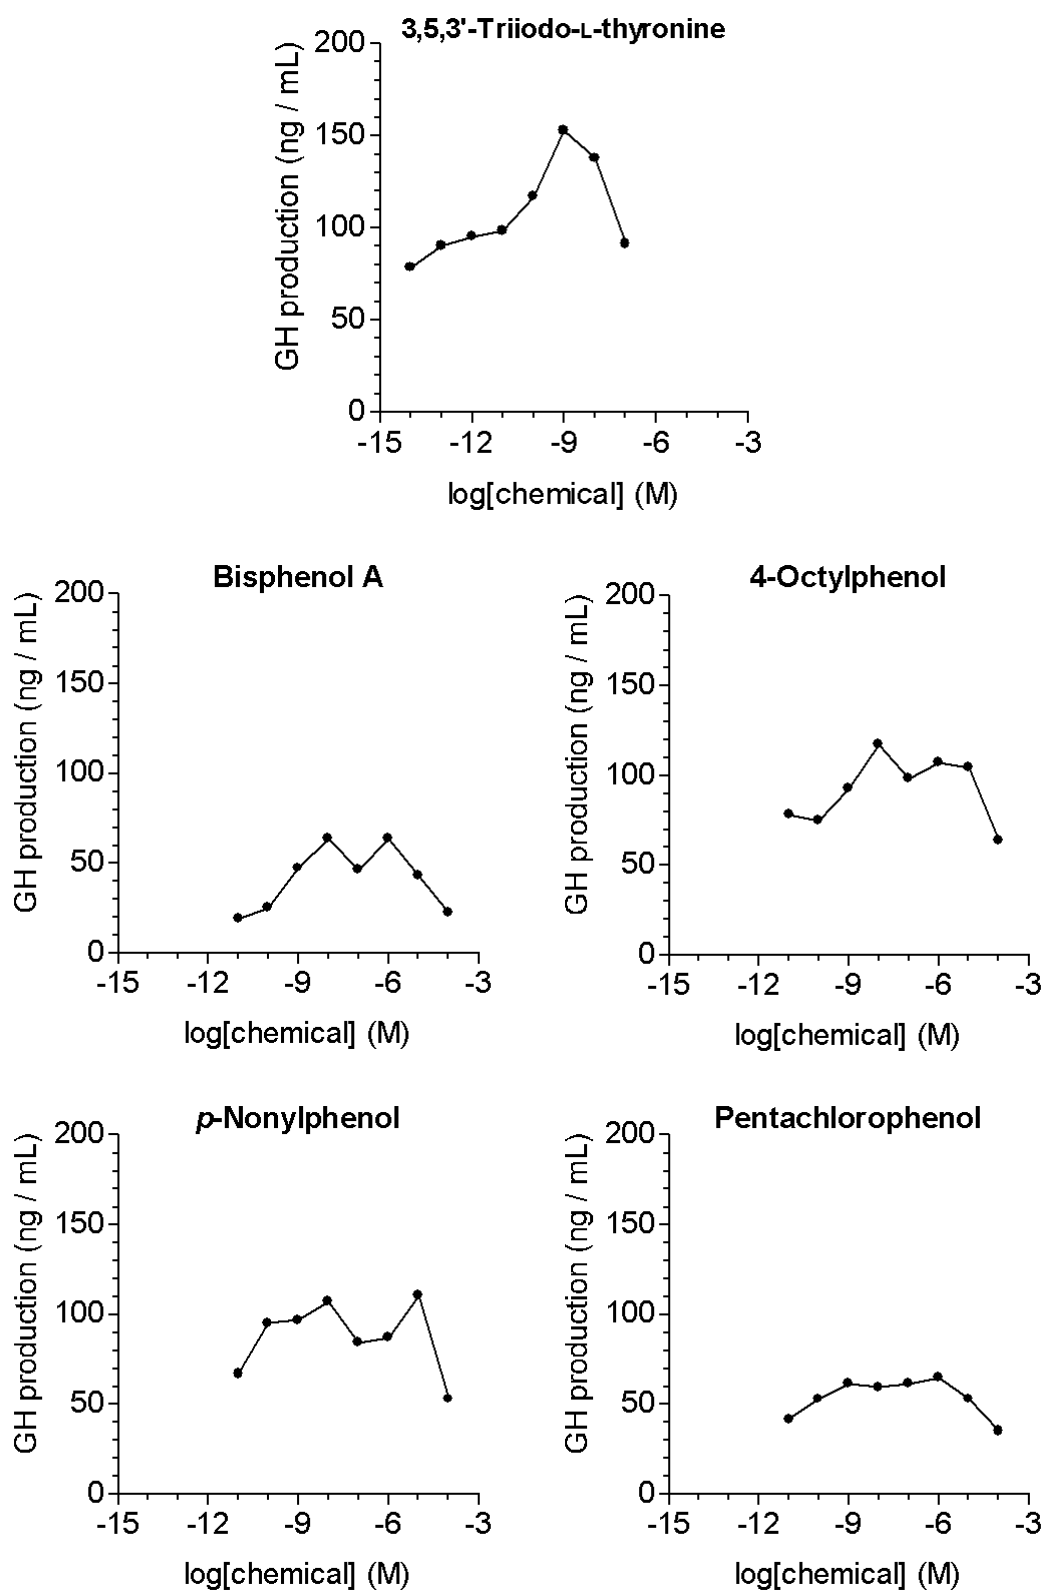 3,5,3'-Triiodo-L-thyronine
GH production (ng / mL)
200
150
100
50
0
-15 -12 -9 -6 -3
log[chemical] (M)
Bisphenol A
GH production (ng / mL)
200
150
100
50
0
-15 -12 -9 -6 -3
log[chemical] (M)
4-Octylphenol
GH production (ng / mL)
200
150
100
50
0
-15 -12 -9 -6 -3
log[chemical] (M)
p-Nonylphenol
GH production (ng / mL)
200
150
100
50
0
-15 -12 -9 -6 -3
log[chemical] (M)
Pentachlorophenol
GH production (ng / mL)
200
150
100
50
0
-15 -12 -9 -6 -3
log[chemical] (M)